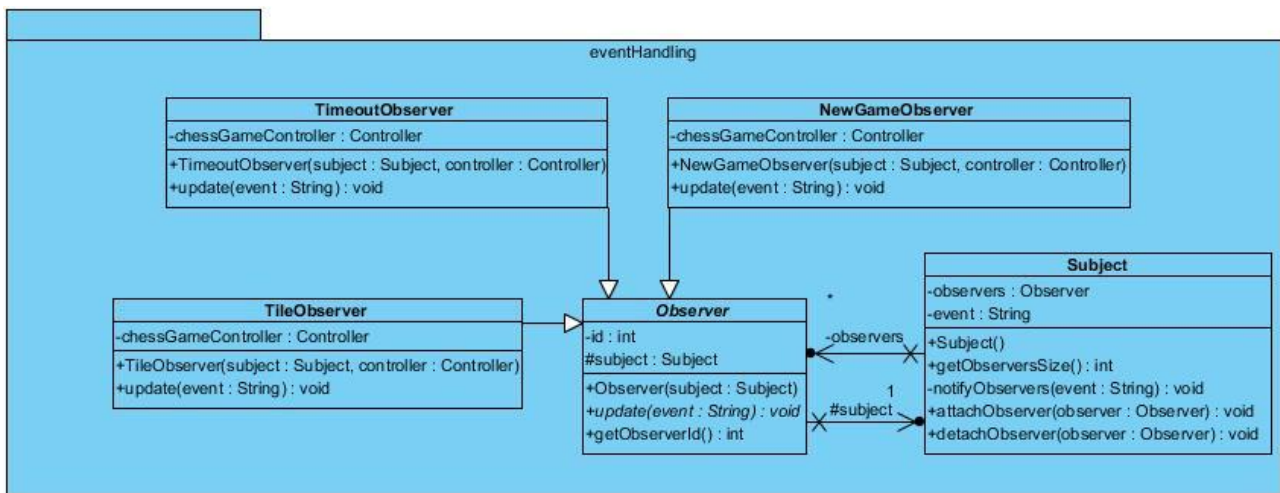 eventHandling
TimeoutObserver
-chessGameController : Controller
+TimeoutObserver(subject : Subject, controller : Controller)
+update(event : String) : void
NewGameObserver
-chessGameController : Controller
+NewGameObserver(subject : Subject, controller : Controller)
+update(event : String) : void
TileObserver
-chessGameController : Controller
+TileObserver(subject : Subject, controller : Controller)
+update(event : String) : void
Observer
-id : int
#subject : Subject
+Observer(subject : Subject)
+update(event : String) : void
+getObserverId() : int
*
-observers
1
#subject
Subject
-observers : Observer
-event : String
+Subject()
+getObserversSize() : int
-notifyObservers(event : String) : void
+attachObserver(observer : Observer) : void
+detachObserver(observer : Observer) : void